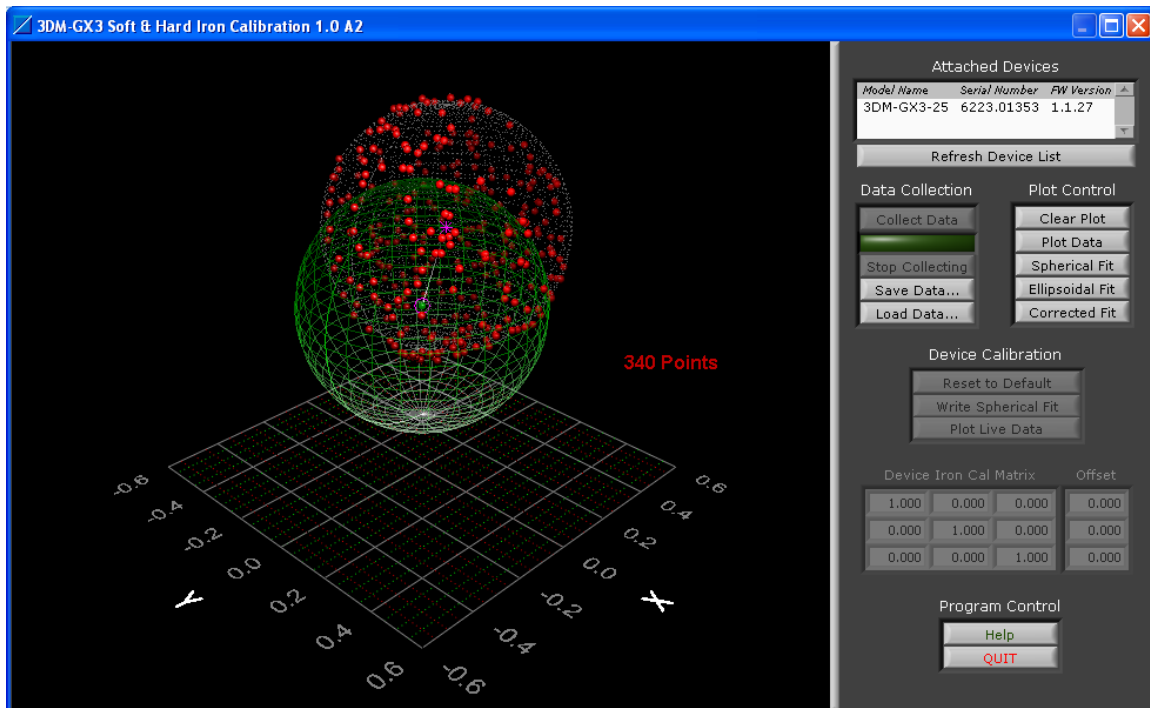 3DM-GX3 Soft & Hard Iron Calibration 1.0 A2
340 Points
-0.6
-0.4
-0.2
0.0
0.2
0.4
0.6
Y
0.6
0.4
0.2
0.0
-0.2
-0.4
-0.6
X
Attached Devices
Model Name Serial Number FW Version
3DM-GX3-25 6223.01353 1.1.27
Refresh Device List
Data Collection
Collect Data
Stop Collecting
Save Data...
Load Data...
Plot Control
Clear Plot
Plot Data
Spherical Fit
Ellipsoidal Fit
Corrected Fit
Device Calibration
Reset to Default
Write Spherical Fit
Plot Live Data
Device Iron Cal Matrix Offset
1.000 0.000 0.000 0.000
0.000 1.000 0.000 0.000
0.000 0.000 1.000 0.000
Program Control
Help
QUIT